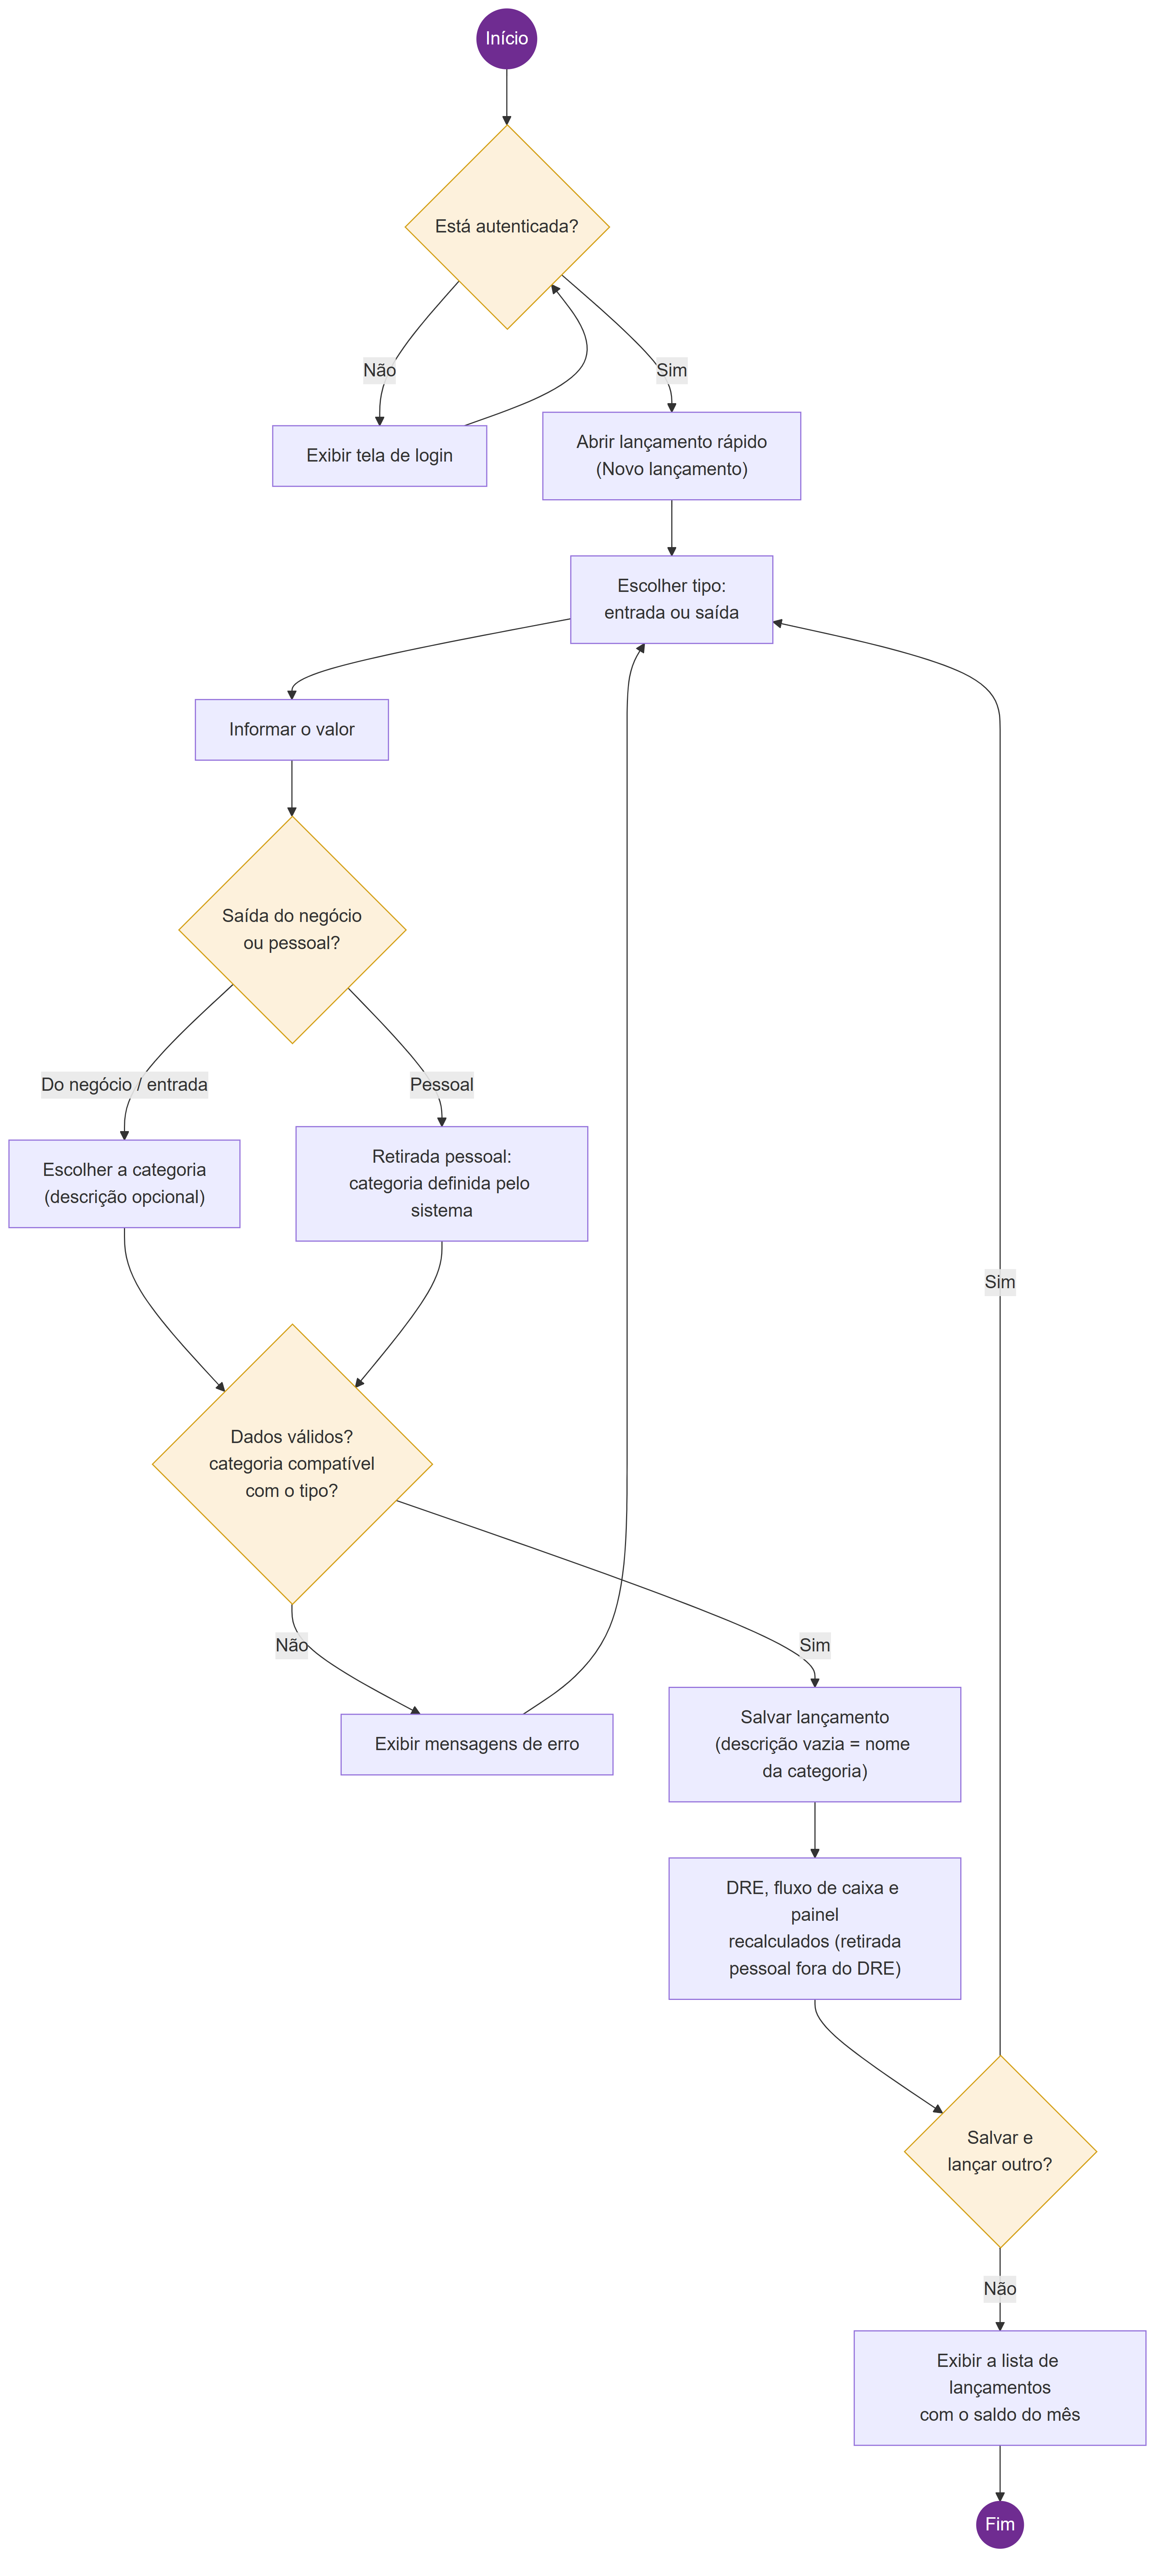 Início
Está autenticada?
Não
Sim
Exibir tela de login
Abrir lançamento rápido
(Novo lançamento)
Escolher tipo:
entrada ou saída
Informar o valor
Saída do negócio
ou pessoal?
Do negócio / entrada
Pessoal
Escolher a categoria
(descrição opcional)
Retirada pessoal:
categoria definida pelo
sistema
Sim
Dados válidos?
categoria compatível
com o tipo?
Não
Sim
Exibir mensagens de erro
Salvar lançamento
(descrição vazia = nome
da categoria)
DRE, fluxo de caixa e
painel
recalculados (retirada
pessoal fora do DRE)
Salvar e
lançar outro?
Não
Exibir a lista de
lançamentos
com o saldo do mês
Fim